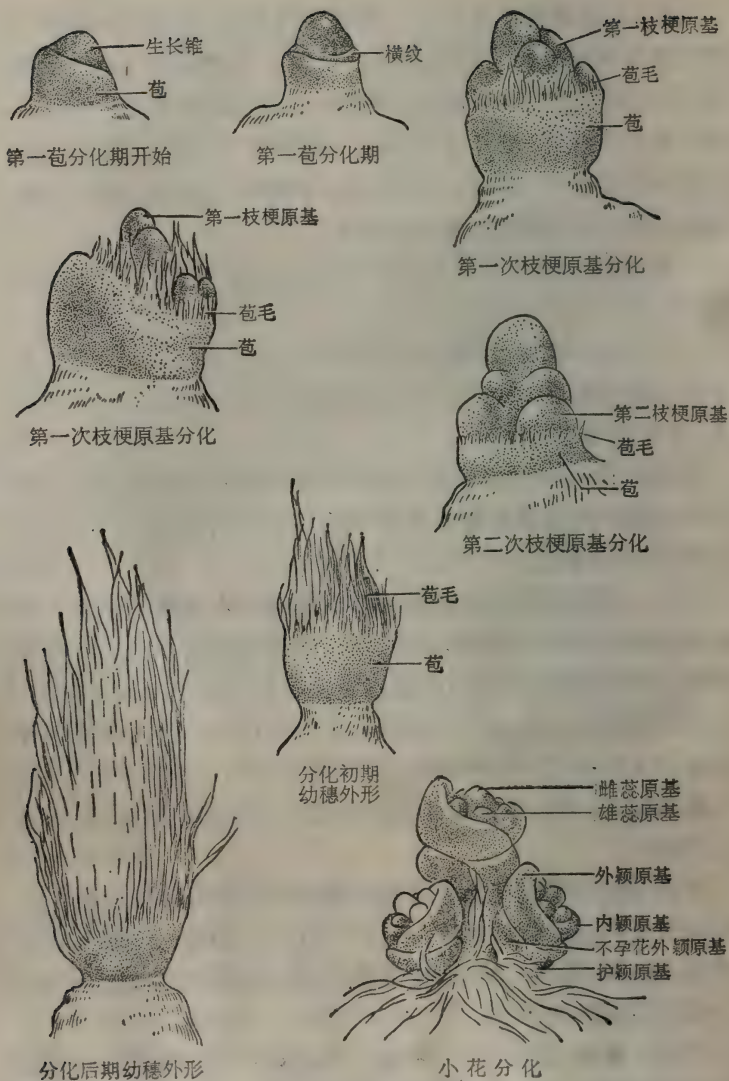 生长锥
苞
第一苞分化期开始
横纹
第一苞分化期
第一枝梗原基
苞毛
苞
第一次枝梗原基分化
第一枝梗原基
苞毛
苞
第一次枝梗原基分化
第二枝梗原基
苞毛
苞
第二次枝梗原基分化
苞毛
苞
分化初期
幼穗外形
分化后期幼穗外形
雌蕊原基
雄蕊原基
外颖原基
内颖原基
不孕花外颖原基
护颖原基
小花分化